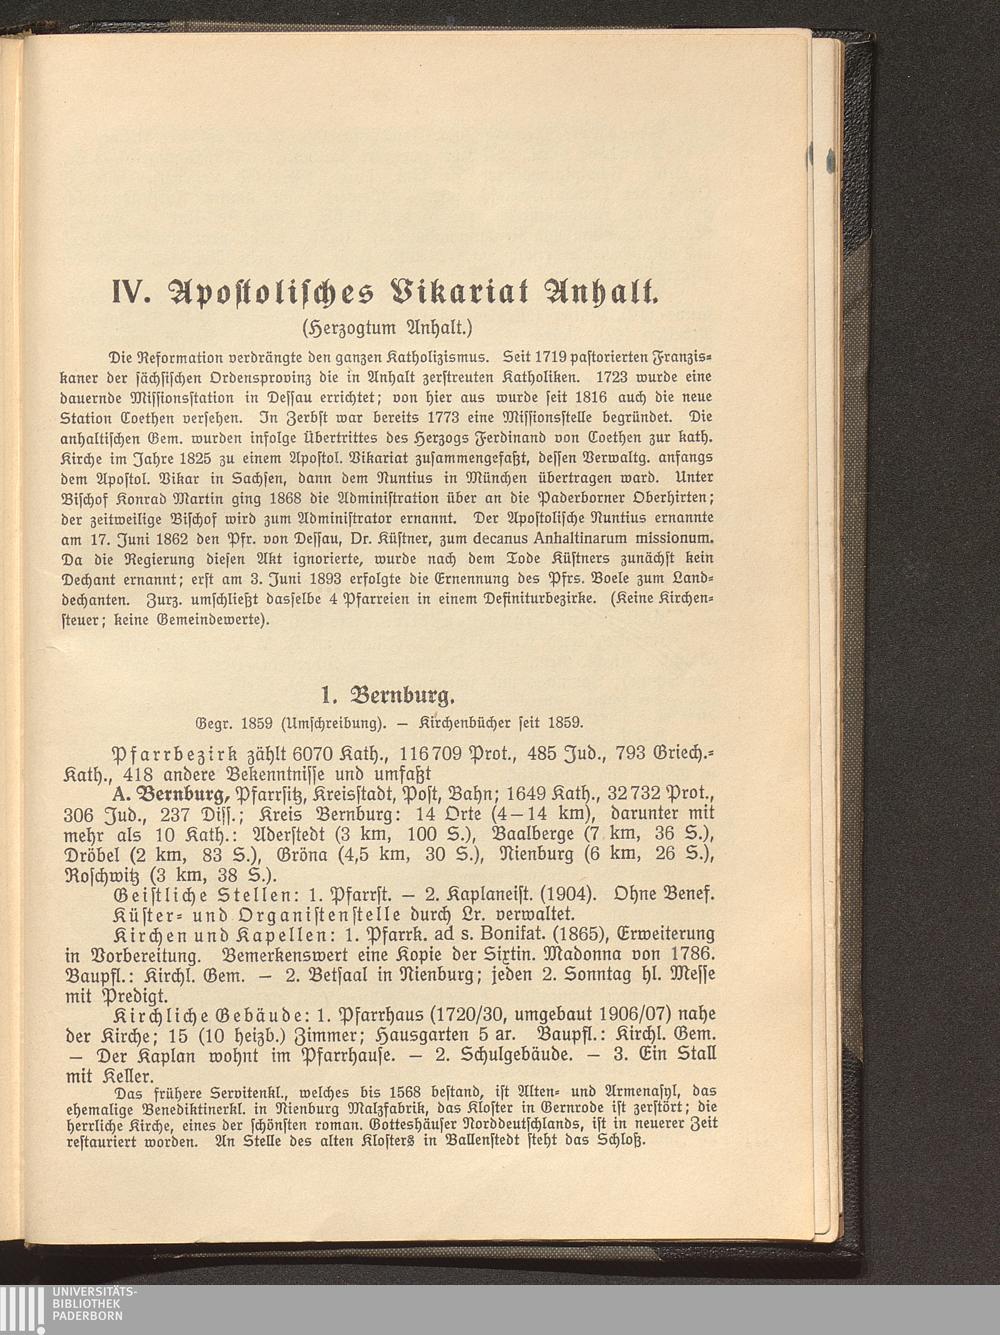 IV. Apostolisches Vikariat Anhalt.
(Herzogtum Anhalt.)
Die Reformation verdrängte den ganzen Katholizismus. Seit 1719 pastorierten Franzis-
kaner der sächsischen Ordensprovinz die in Anhalt zerstreuten Katholiken. 1723 wurde eine
dauernde Missionsstation in Dessau errichtet; von hier aus wurde seit 1816 auch die neue
Station Coethen versehen. In Zerbst war bereits 1773 eine Missionsstelle begründet. Die
anhaltischen Gem. wurden infolge Übertrittes des Herzogs Ferdinand von Coethen zur kath.
Kirche im Jahre 1825 zu einem Apostol. Vikariat zusammengefaßt, dessen Verwaltg. anfangs
dem Apostol. Vikar in Sachsen, dann dem Nuntius in München übertragen ward. Unter
Bischof Konrad Martin ging 1868 die Administration über an die Paderborner Oberhirten;
der zeitweilige Bischof wird zum Administrator ernannt. Der Apostolische Nuntius ernannte
am 17. Juni 1862 den Pfr. von Dessau, Dr. Küstner, zum decanus Anhaltinarum missionum.
Da die Regierung diesen Akt ignorierte, wurde nach dem Tode Küstners zunächst kein
Dechant ernannt; erst am 3. Juni 1893 erfolgte die Ernennung des Pfrs. Boele zum Land-
dechanten. Zurz. umschließt dasselbe 4 Pfarreien in einem Definiturbezirke. (Keine Kirchen-
steuer; keine Gemeindewerte).
1. Bernburg.
Gegr. 1859 (Umschreibung). — Kirchenbücher seit 1859.
Pfarrbezirk zählt 6070 Kath., 116 709 Prot., 485 Jud., 793 Griech.-
Kath., 418 andere Bekenntnisse und umfaßt
A. Bernburg, Pfarrsitz, Kreisstadt, Post, Bahn; 1649 Kath., 32 732 Prot.,
306 Jud., 237 Diss.; Kreis Bernburg: 14 Orte (4—14 km), darunter mit
mehr als 10 Kath.: Aderstedt (3 km, 100 S.), Baalberge (7 km, 36 S.),
Dröbel (2 km, 83 S.), Gröna (4,5 km, 30 S.), Nienburg (6 km, 26 S.),
Roschwitz (3 km, 38 S.).
Geistliche Stellen: 1. Pfarrst. — 2. Kaplaneist. (1904). Ohne Benef.
Küster- und Organistenstelle durch Lr. verwaltet.
Kirchen und Kapellen: 1. Pfarrk. ad s. Bonifat. (1865), Erweiterung
in Vorbereitung. Bemerkenswert eine Kopie der Sixtin. Madonna von 1786.
Baupfl.: Kirchl. Gem. — 2. Betsaal in Nienburg; jeden 2. Sonntag hl. Messe
mit Predigt.
Kirchliche Gebäude: 1. Pfarrhaus (1720/30, umgebaut 1906/07) nahe
der Kirche; 15 (10 heizb.) Zimmer; Hausgarten 5 ar. Baupfl.: Kirchl. Gem.
— Der Kaplan wohnt im Pfarrhause. — 2. Schulgebäude. — 3. Ein Stall
mit Keller.
Das frühere Servitenkl., welches bis 1568 bestand, ist Alten- und Armenasyl, das
ehemalige Benediktinerkl. in Nienburg Malzfabrik, das Kloster in Gernrode ist zerstört; die
herrliche Kirche, eines der schönsten roman. Gotteshäuser Norddeutschlands, ist in neuerer Zeit
restauriert worden. An Stelle des alten Klosters in Ballenstedt steht das Schloß.
UNIVERSITÄTS-
BIBLIOTHEK
PADERBORN